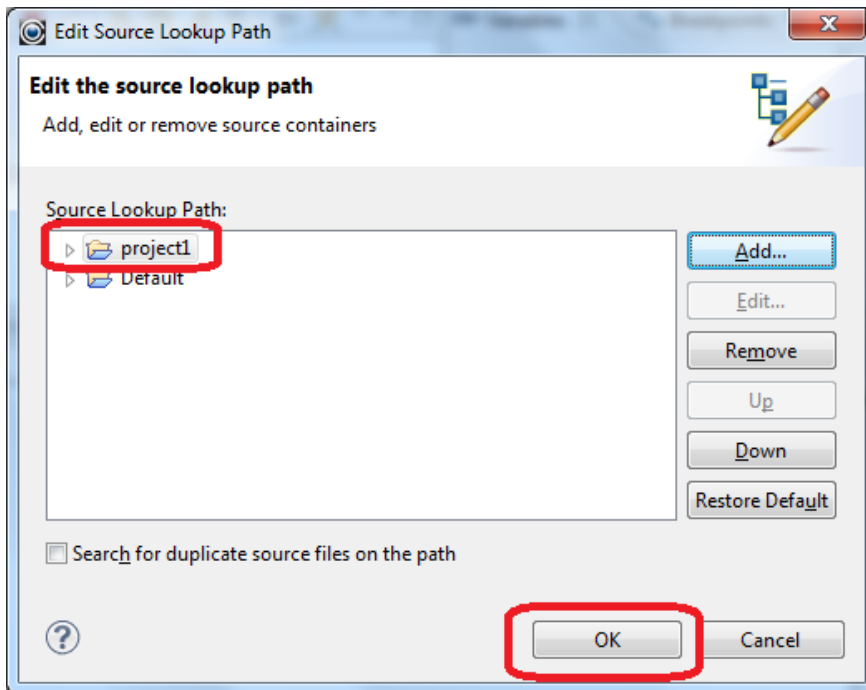 Edit Source Lookup Path
Edit the source lookup path
Add, edit or remove source containers
Source Lookup Path:
project1
Default
Add...
Edit...
Remove
Up
Down
Restore Default
Search for duplicate source files on the path
?
OK
Cancel